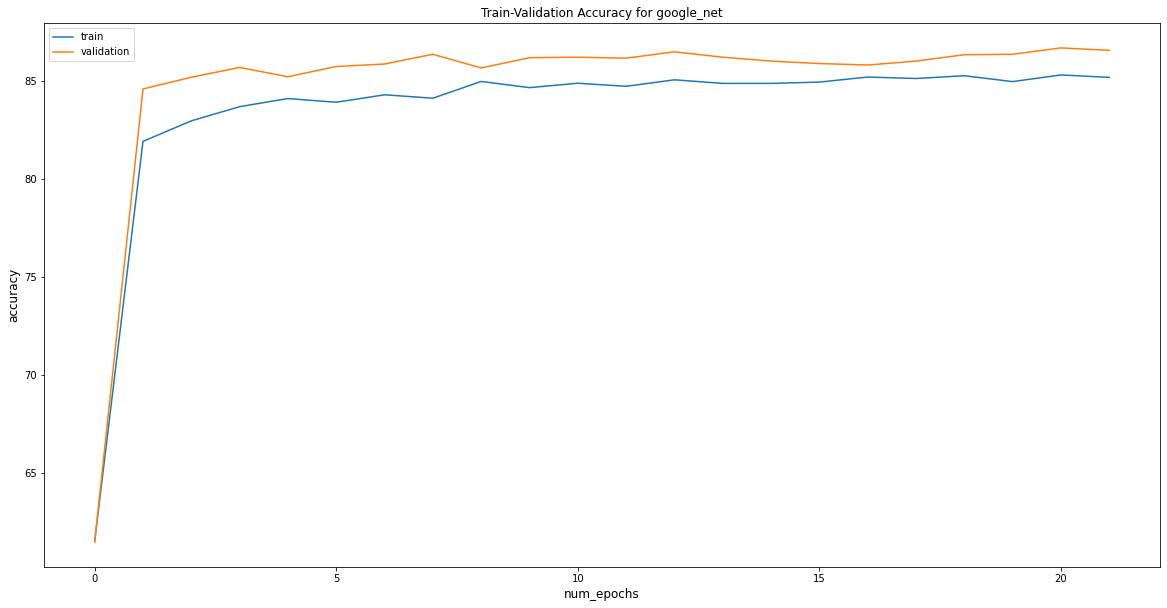 Train-Validation Accuracy for google_net
train
validation
85
80
75
70
65
accuracy
0 5 10 15 20
num_epochs